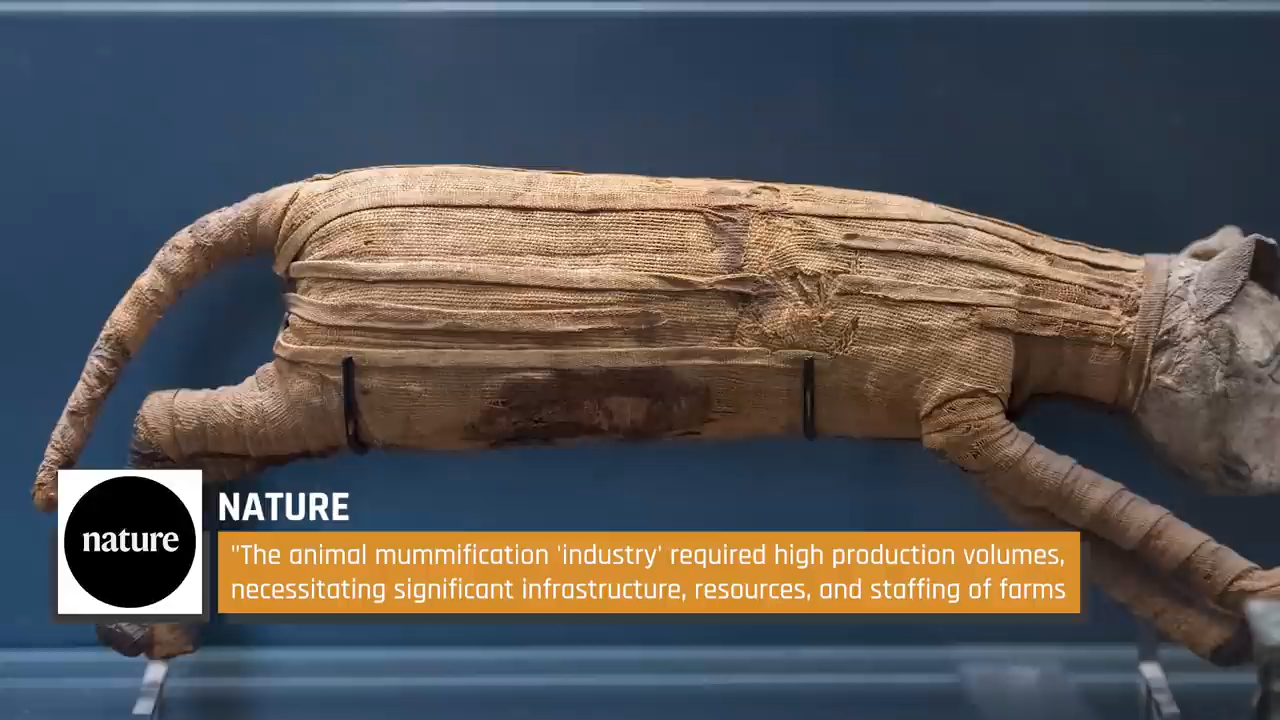 nature
NATURE
"The animal mummification 'industry' required high production volumes,
necessitating significant infrastructure, resources, and staffing of farms